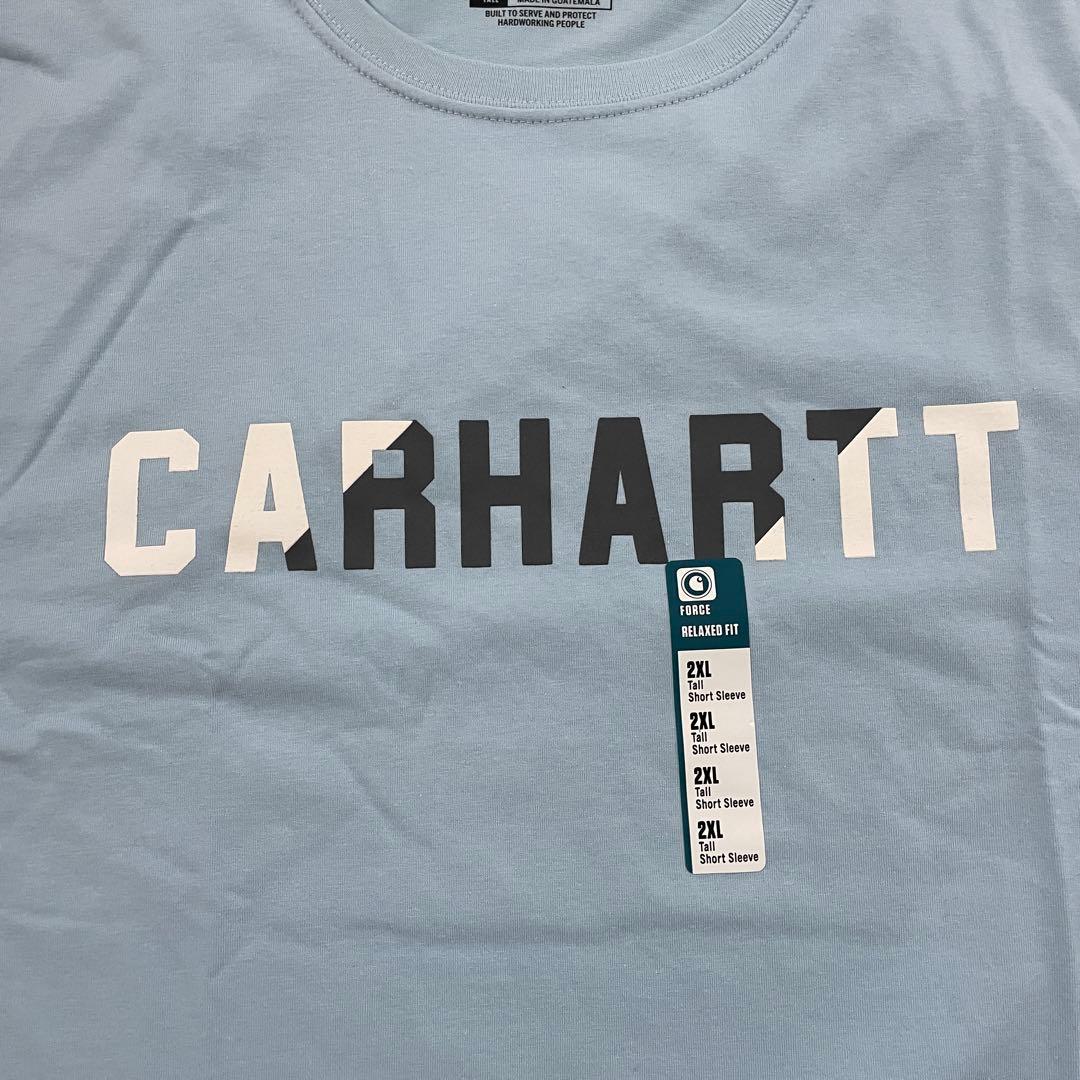 TALL
MADE IN GUATEMALA
BUILT TO SERVE AND PROTECT
HARDWORKING PEOPLE
CARHARTT
FORCE
RELAXED FIT
2XL
Tall
Short Sleeve
2XL
Tall
Short Sleeve
2XL
Tall
Short Sleeve
2XL
Tall
Short Sleeve